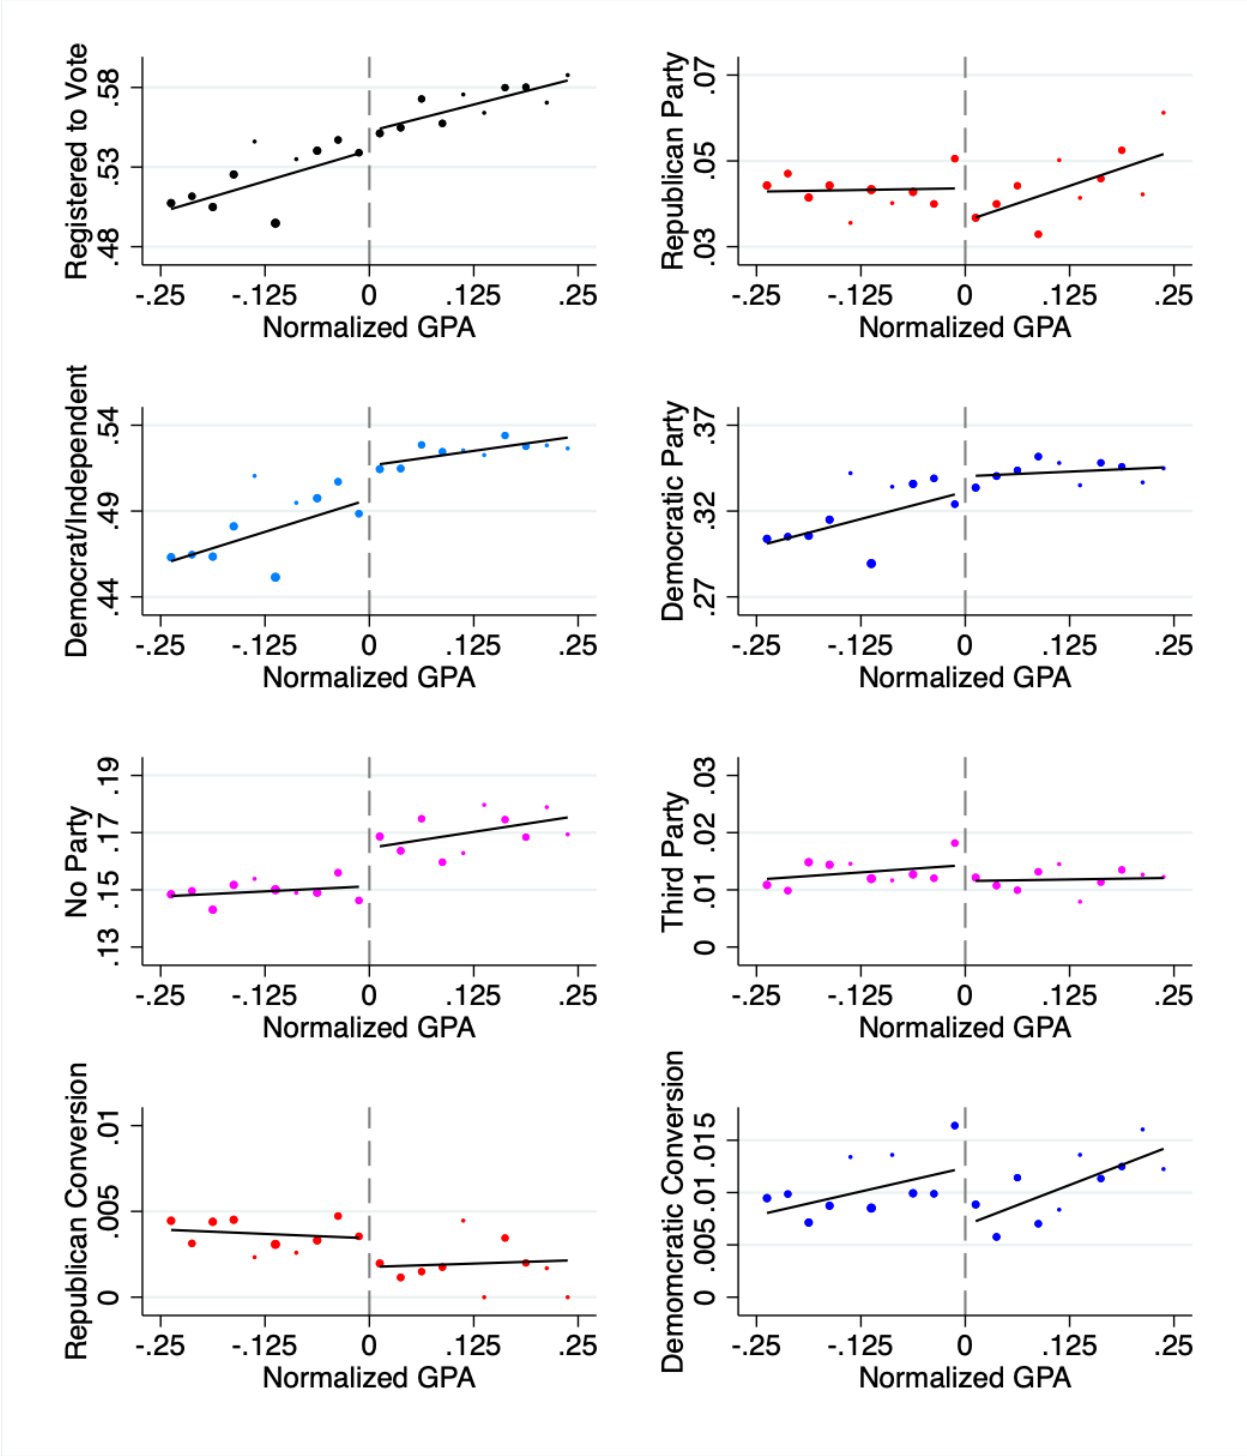 Registered to Vote
.58
.53
.48
-.25 -.125 0 .125 .25
Normalized GPA
Republican Party
.07
.05
.03
-.25 -.125 0 .125 .25
Normalized GPA
Democrat/Independent
.54
.49
.44
-.25 -.125 0 .125 .25
Normalized GPA
Democratic Party
.37
.32
.27
-.25 -.125 0 .125 .25
Normalized GPA
No Party
.19
.17
.15
.13
-.25 -.125 0 .125 .25
Normalized GPA
Third Party
.03
.02
.01
0
-.25 -.125 0 .125 .25
Normalized GPA
Republican Conversion
.01
.005
0
-.25 -.125 0 .125 .25
Normalized GPA
Demomcratic Conversion
.015
.01
.005
0
-.25 -.125 0 .125 .25
Normalized GPA